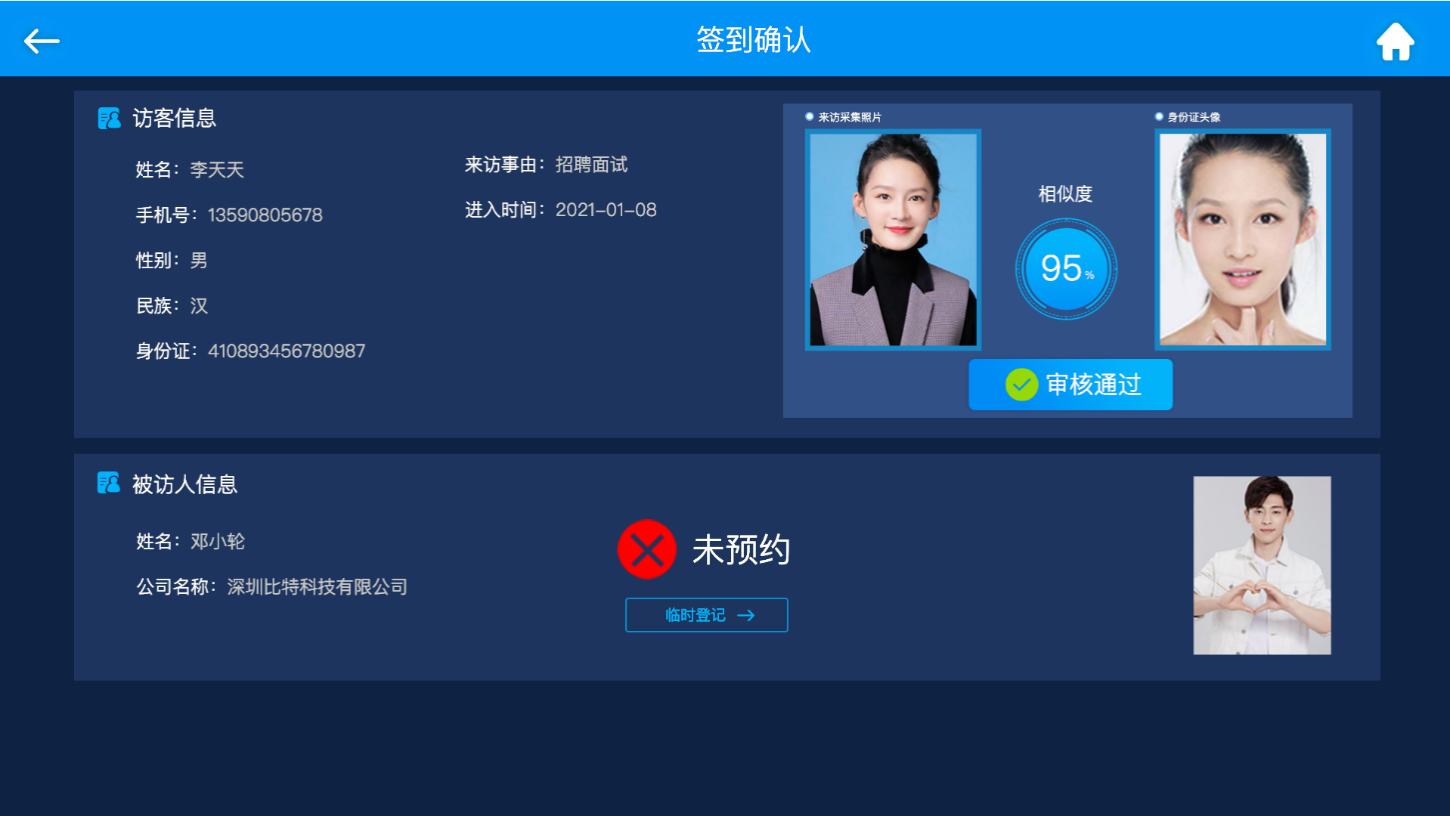 签到确认
访客信息
姓名：李天天
手机号：13590805678
性别：男
民族：汉
身份证：410893456780987
来访事由：招聘面试
进入时间：2021-01-08
来访采集照片
相似度
95%
身份证头像
审核通过
被访人信息
姓名：邓小轮
公司名称：深圳比特科技有限公司
未预约
临时登记